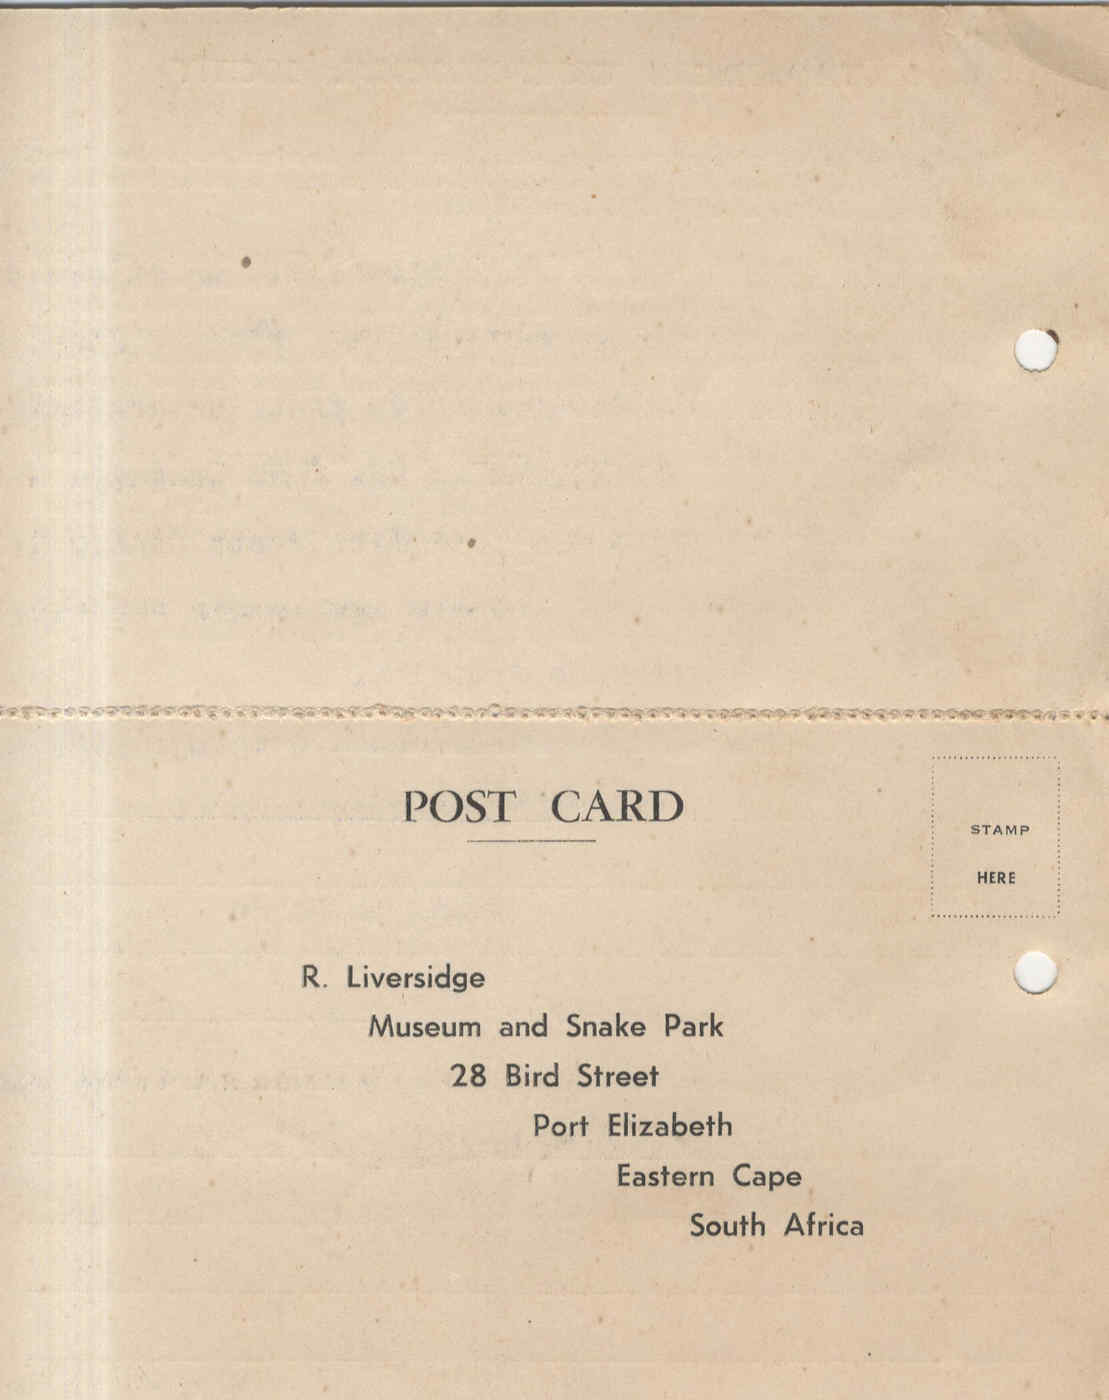 POST CARD
STAMP
HERE
R. Liversidge
Museum and Snake Park
28 Bird Street
Port Elizabeth
Eastern Cape
South Africa